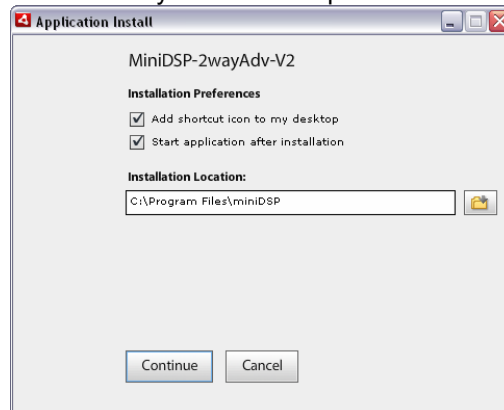 Application Install
MiniDSP-2wayAdv-V2
Installation Preferences
Add shortcut icon to my desktop
Start application after installation
Installation Location:
C:\Program Files\miniDSP
Continue Cancel